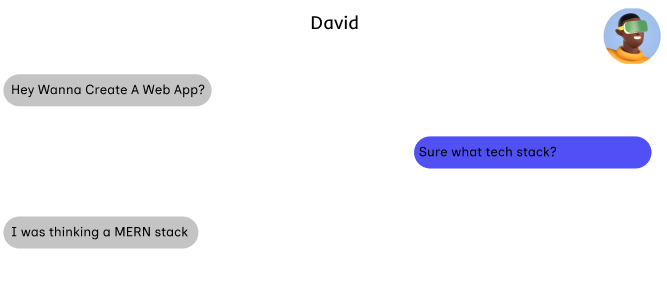 David
Hey Wanna Create A Web App?
Sure what tech stack?
I was thinking a MERN stack